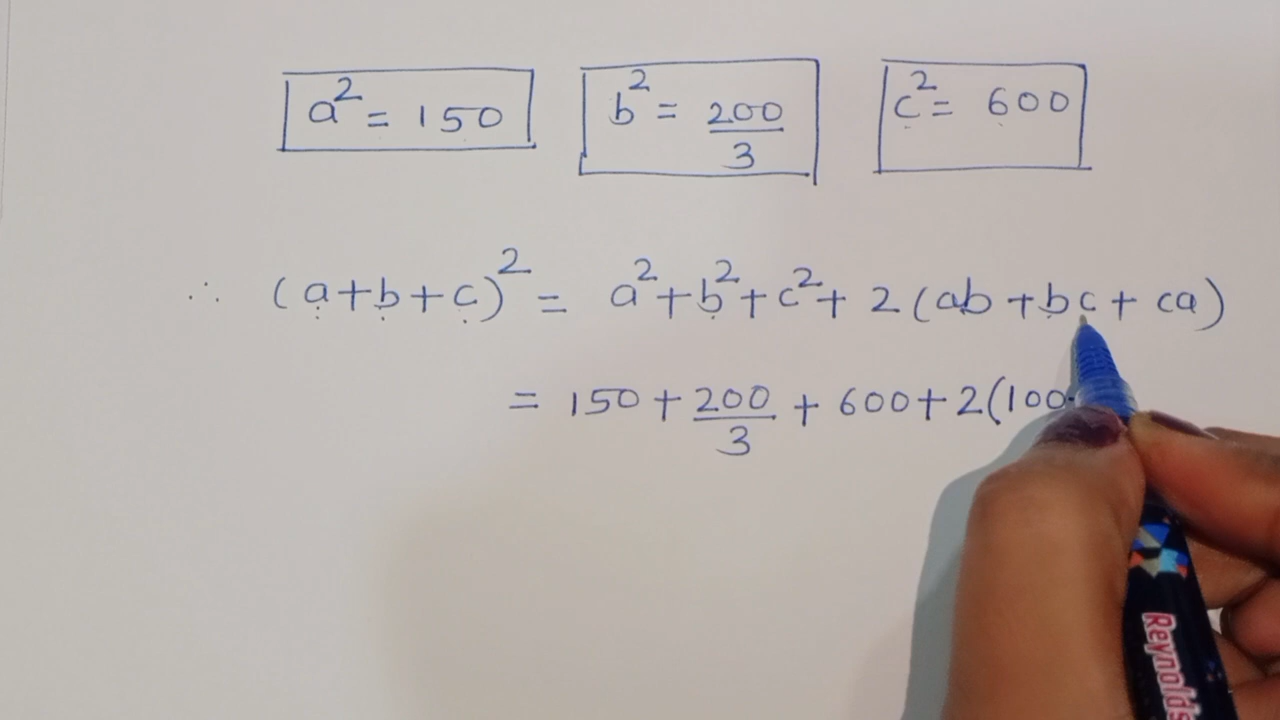 a² = 150 b² = 200/3 c² = 600
∴ (a+b+c)² = a²+b²+c²+ 2(ab+bc+ca)
= 150 + 200/3 + 600 + 2(100
Reynolds